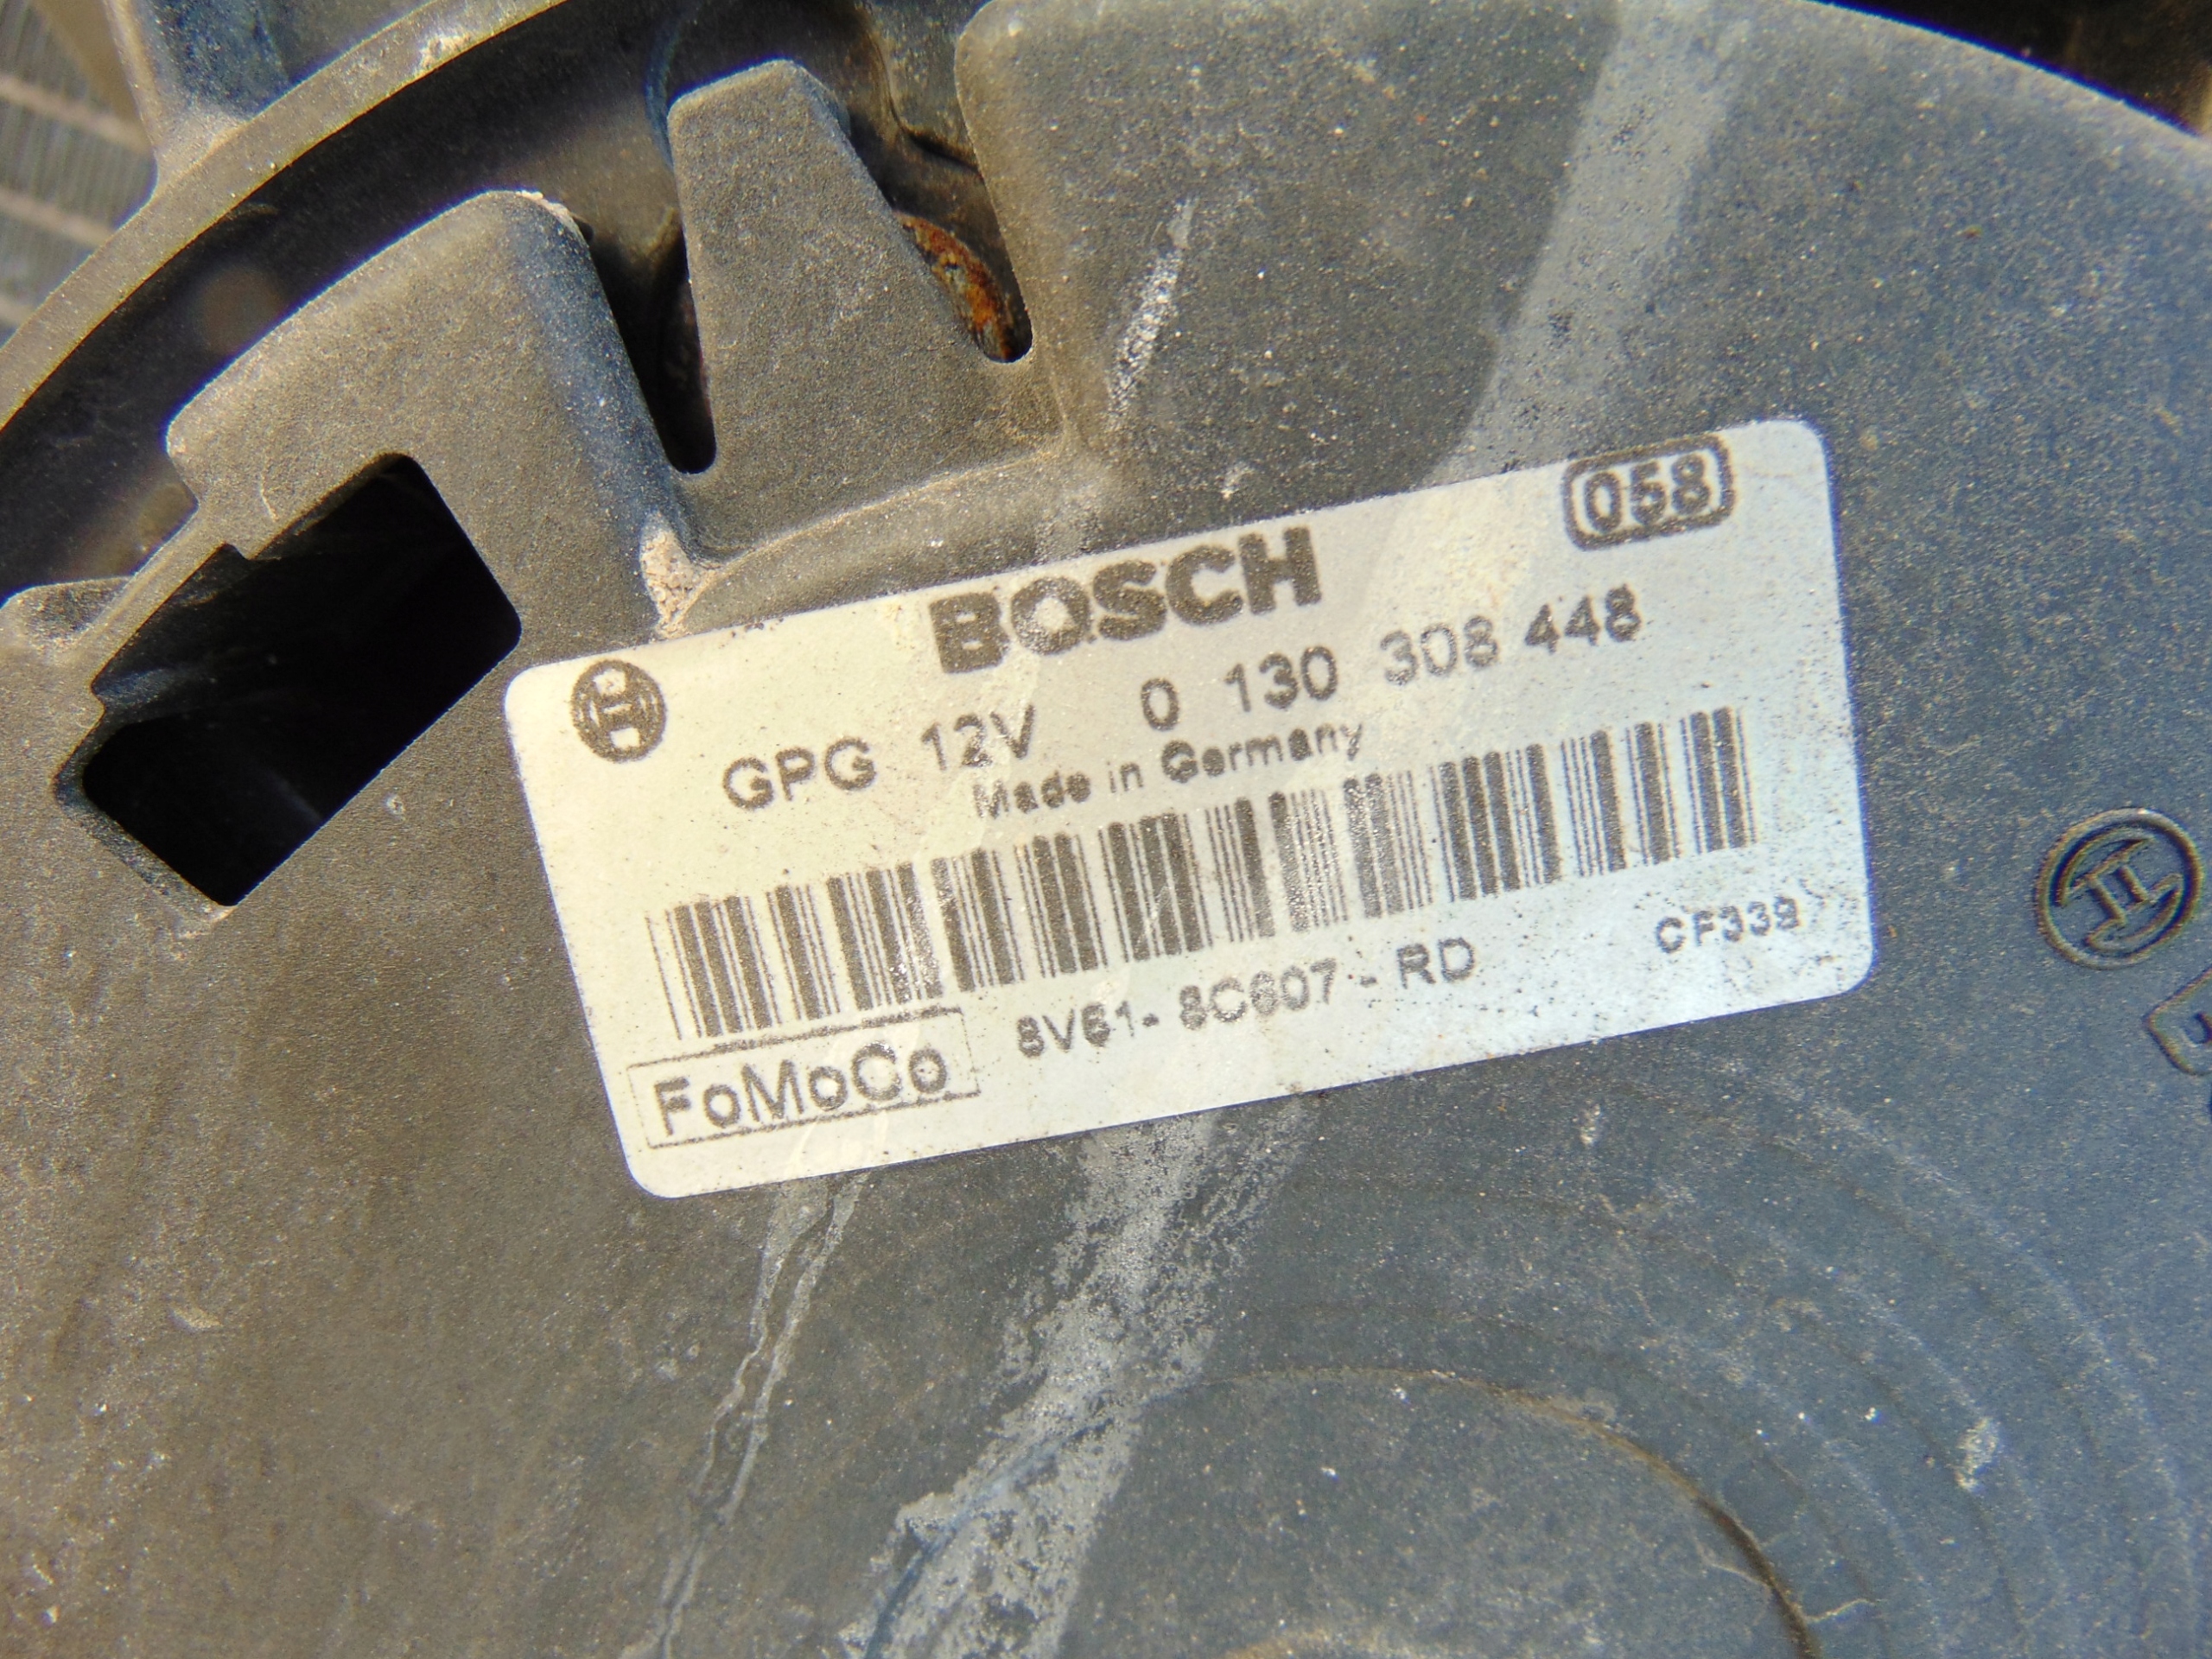 058
BOSCH
GPG 12V 0 130 308 448
Made in Germany
FoMoCo 8V61-8C607-RD CF339